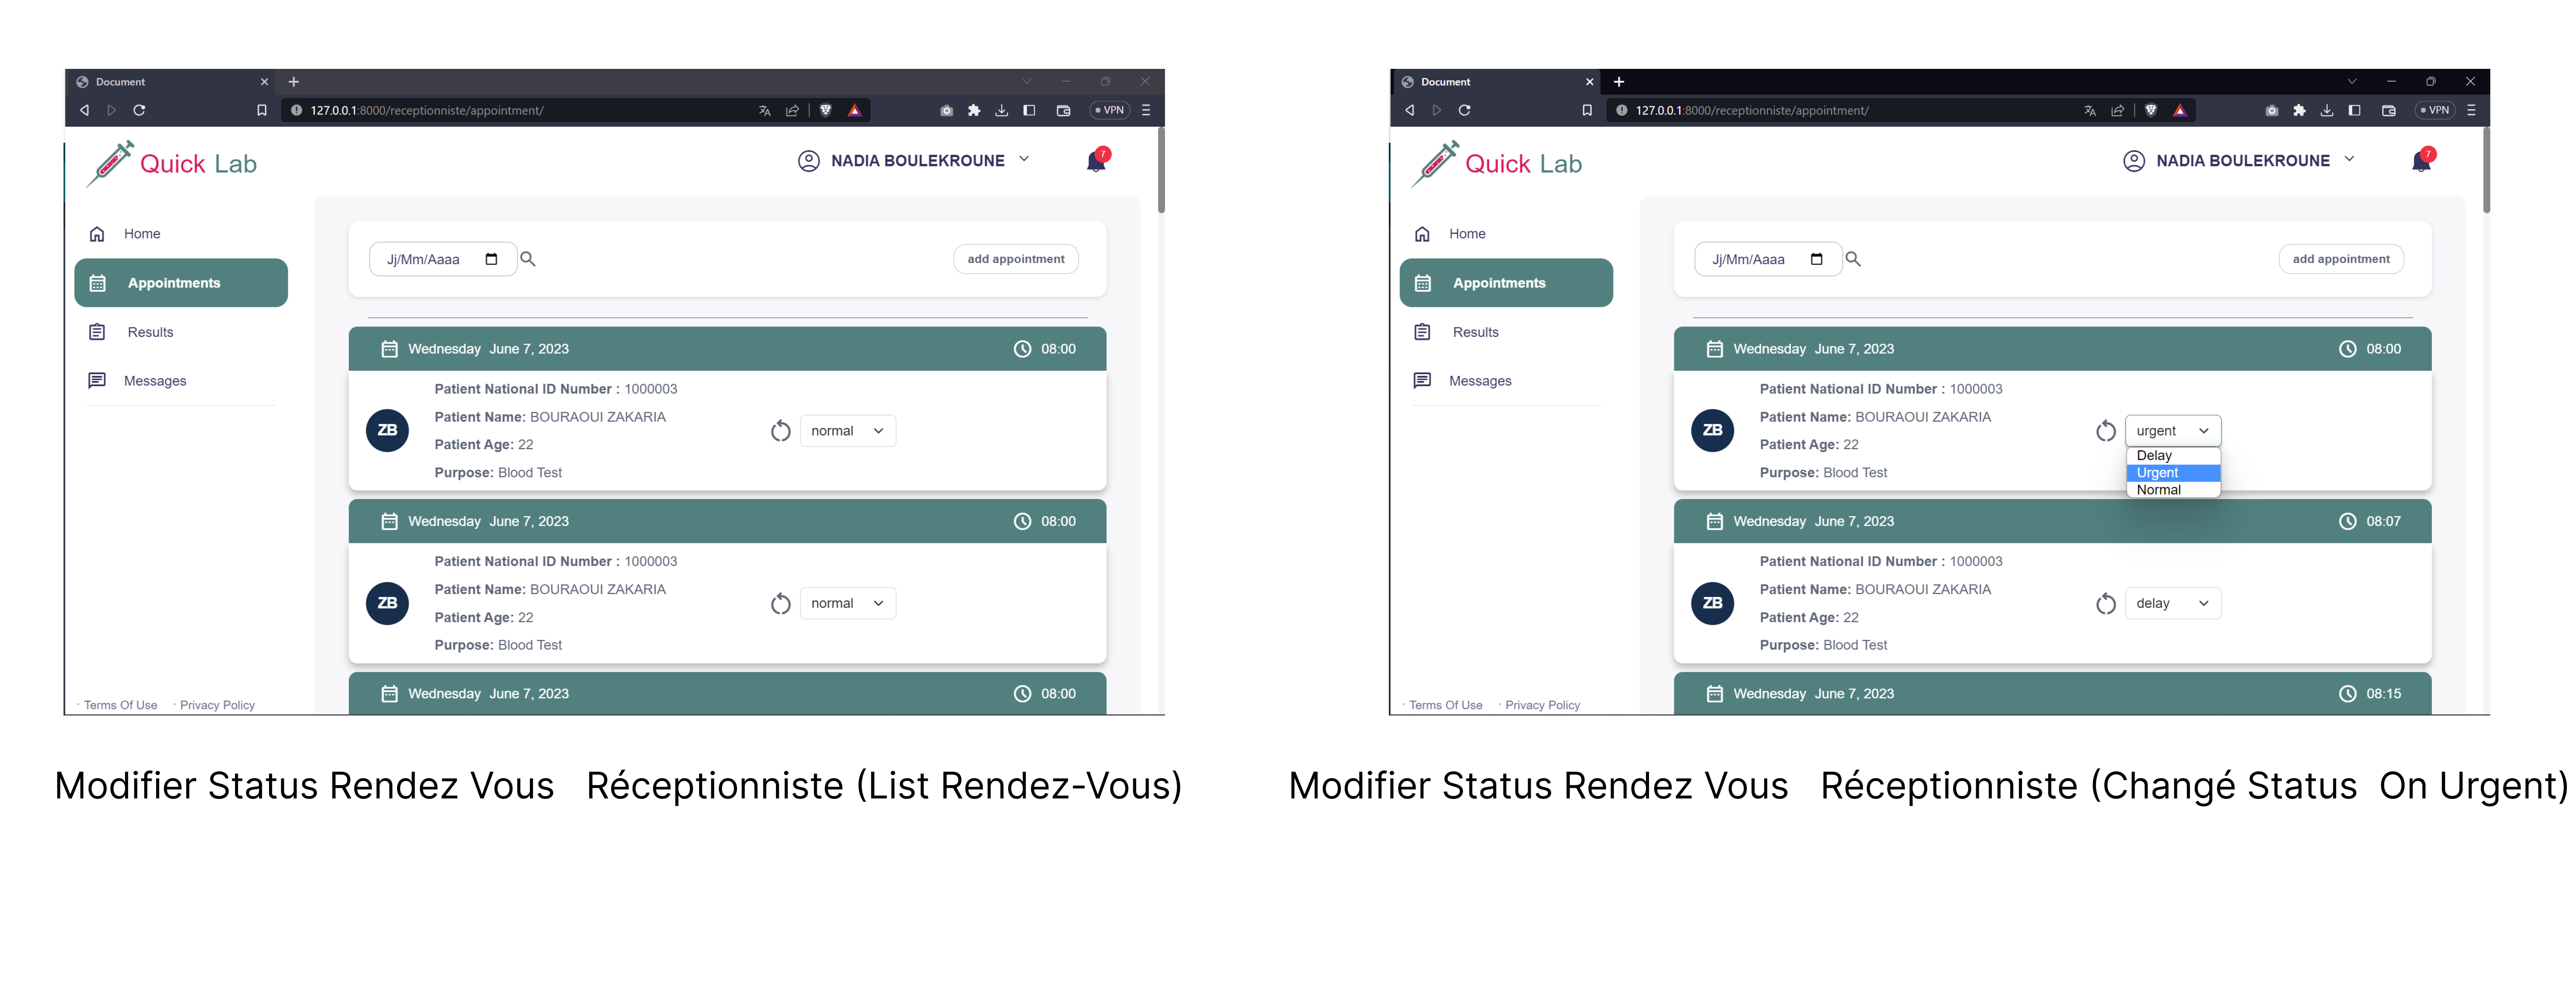 Document
127.0.0.1:8000/receptionniste/appointment/
VPN
Quick Lab
NADIA BOULEKROUNE
7
Home
Appointments
Results
Messages
Terms Of Use
Privacy Policy
Jj/Mm/Aaaa
add appointment
Wednesday June 7, 2023
08:00
Patient National ID Number : 1000003
Patient Name: BOURAOUI ZAKARIA
Patient Age: 22
Purpose: Blood Test
ZB
normal
Wednesday June 7, 2023
08:00
Patient National ID Number : 1000003
Patient Name: BOURAOUI ZAKARIA
Patient Age: 22
Purpose: Blood Test
ZB
normal
Wednesday June 7, 2023
08:00
Modifier Status Rendez Vous Réceptionniste (List Rendez-Vous)
Document
127.0.0.1:8000/receptionniste/appointment/
VPN
Quick Lab
NADIA BOULEKROUNE
7
Home
Appointments
Results
Messages
Terms Of Use
Privacy Policy
Jj/Mm/Aaaa
add appointment
Wednesday June 7, 2023
08:00
Patient National ID Number : 1000003
Patient Name: BOURAOUI ZAKARIA
Patient Age: 22
Purpose: Blood Test
ZB
urgent
Delay
Urgent
Normal
Wednesday June 7, 2023
08:07
Patient National ID Number : 1000003
Patient Name: BOURAOUI ZAKARIA
Patient Age: 22
Purpose: Blood Test
ZB
delay
Wednesday June 7, 2023
08:15
Modifier Status Rendez Vous Réceptionniste (Changé Status On Urgent)